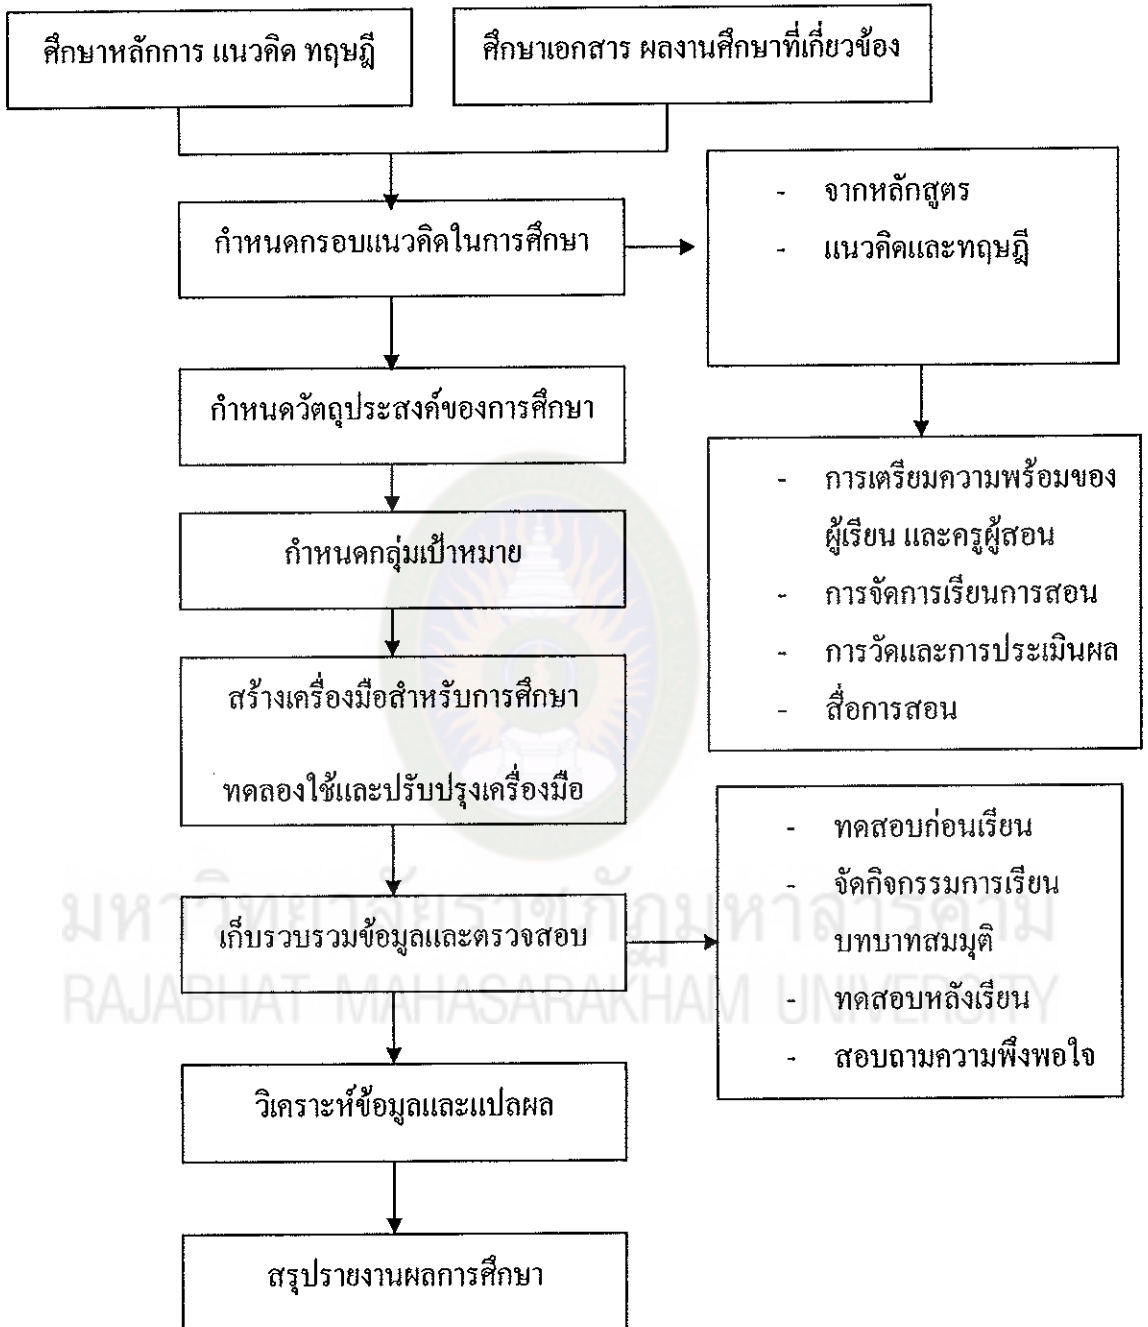 ศึกษาหลักการ แนวคิด ทฤษฎี
ศึกษาเอกสาร ผลงานศึกษาที่เกี่ยวข้อง
กำหนดกรอบแนวคิดในการศึกษา
- จากหลักสูตร
- แนวคิดและทฤษฎี
กำหนดวัตถุประสงค์ของการศึกษา
- การเตรียมความพร้อมของ
ผู้เรียน และครูผู้สอน
- การจัดการเรียนการสอน
- การวัดและการประเมินผล
- สื่อการสอน
กำหนดกลุ่มเป้าหมาย
สร้างเครื่องมือสำหรับการศึกษา
ทดลองใช้และปรับปรุงเครื่องมือ
เก็บรวบรวมข้อมูลและตรวจสอบ
- ทดสอบก่อนเรียน
- จัดกิจกรรมการเรียน
บทบาทสมมุติ
- ทดสอบหลังเรียน
- สอบถามความพึงพอใจ
วิเคราะห์ข้อมูลและแปลผล
สรุปรายงานผลการศึกษา
มหาวิทยาลัยราชภัฏมหาสารคาม
RAJABHAT MAHASARAKHAM UNIVERSITY